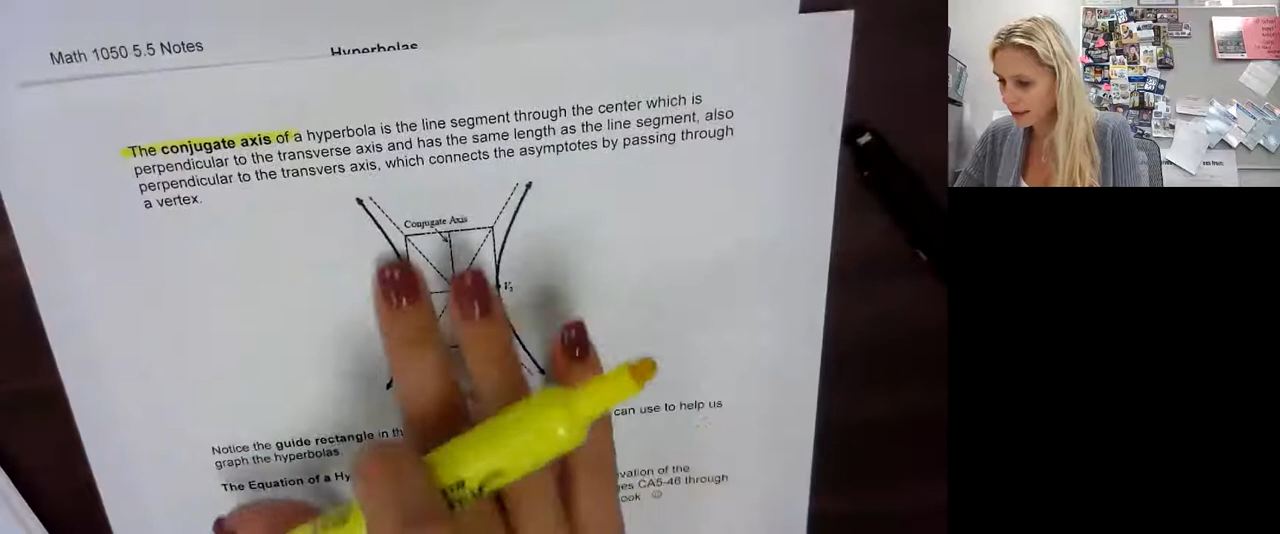 Math 1050 5.5 Notes
Hyperbolas
The conjugate axis of a hyperbola is the line segment through the center which is
perpendicular to the transverse axis and has the same length as the line segment, also
perpendicular to the transvers axis, which connects the asymptotes by passing through
a vertex.
Conjugate Axis
V₂
Notice the guide rectangle in th
can use to help us
graph the hyperbolas
The Equation of a Hy
vation of the
es CA5-46 through
ook ☺